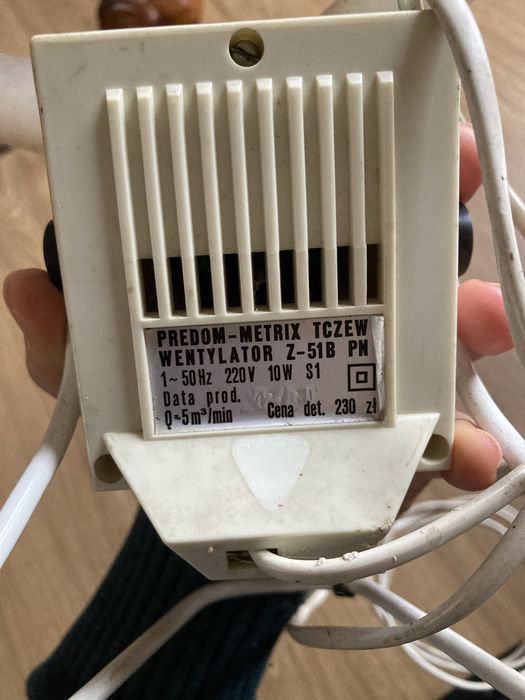 PREDOM-METRIX TCZEW
WENTYLATOR Z-51B PN
1~50Hz 220V 10W S1
Data prod.
Q≈5m³/min Cena det. 230 zł